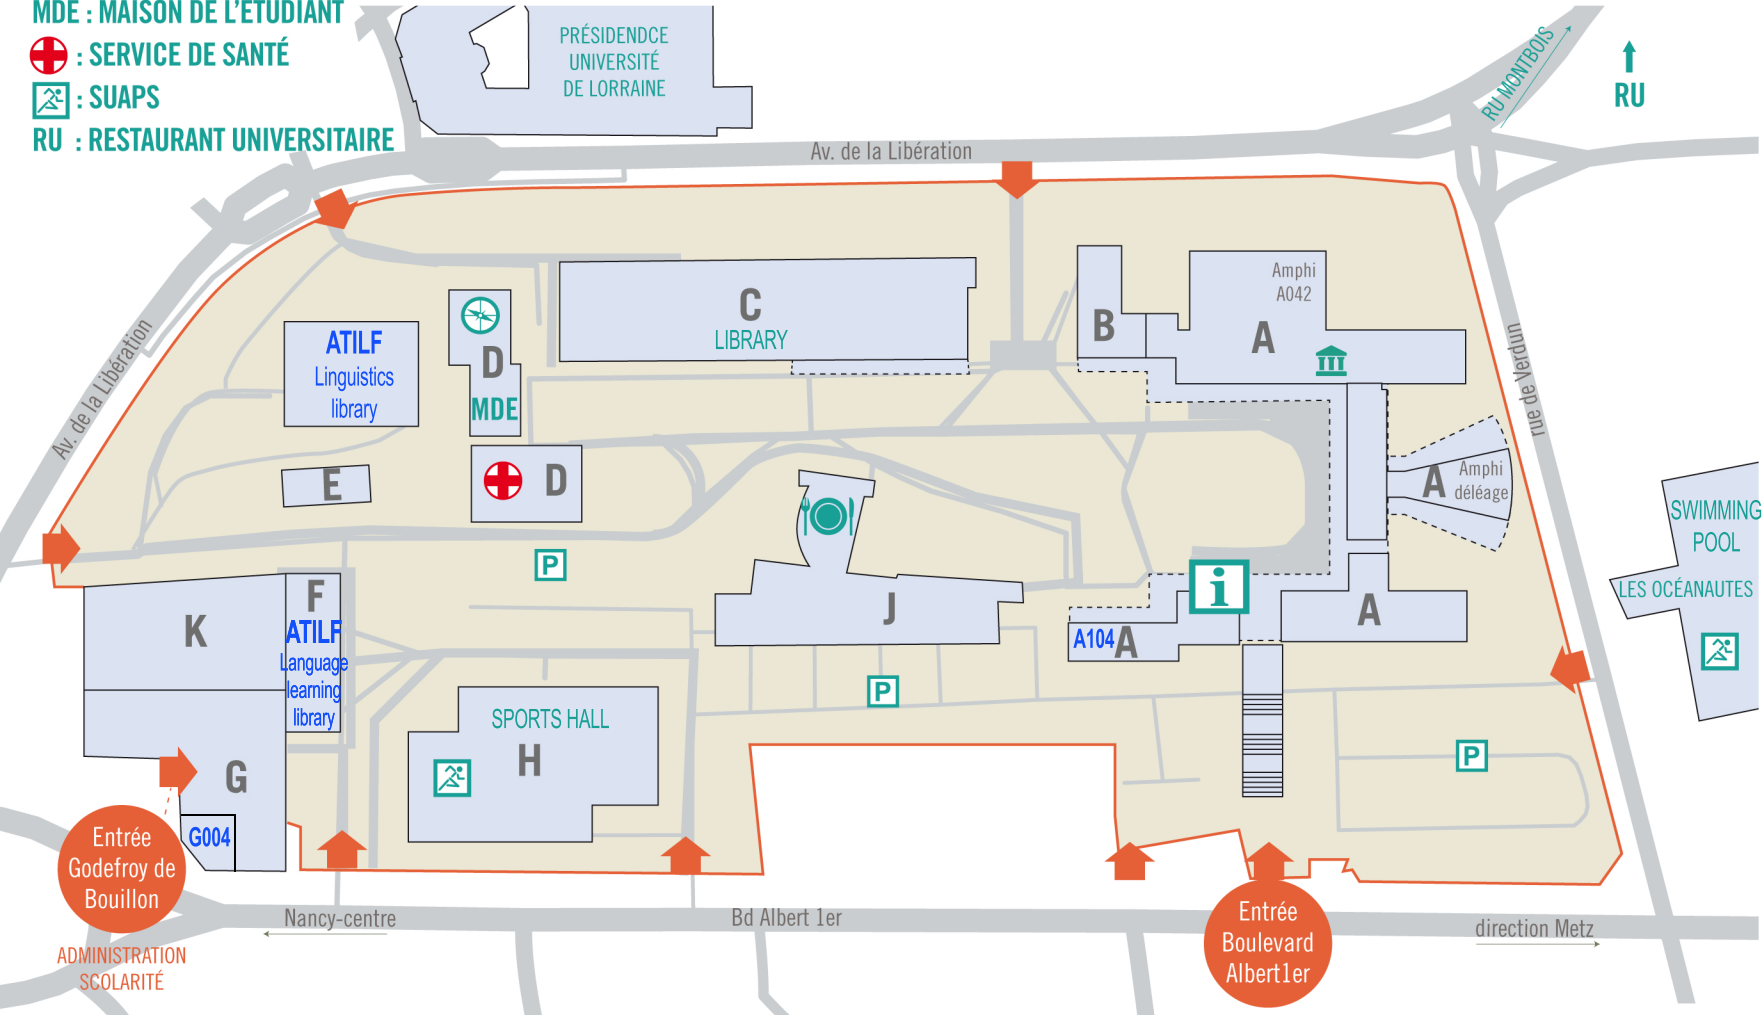 MDE : MAISON DE L'ETUDIANT
: SERVICE DE SANTÉ
: SUAPS
RU : RESTAURANT UNIVERSITAIRE
PRÉSIDENDCE
UNIVERSITÉ
DE LORRAINE
RU MONTBOIS
RU
Av. de la Libération
Av. de la Libération
rue de Verdun
ATILF
Linguistics
library
D
MDE
C
LIBRARY
B
Amphi
A042
A
E
D
A
Amphi
déléage
SWIMMING
POOL
LES OCÉANAUTES
P
K
F
ATILF
Language
learning
library
J
i
A104
A
A
P
SPORTS HALL
H
P
G
G004
Entrée
Godefroy de
Bouillon
ADMINISTRATION
SCOLARITÉ
Nancy-centre
Bd Albert 1er
Entrée
Boulevard
Albert1er
direction Metz